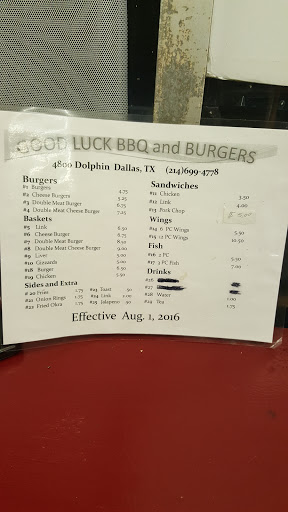 GOOD LUCK BBQ and BURGERS
4800 Dolphin Dallas, TX (214)699-4778
Burgers
#1 Burgers
#2 Cheese Burgers 4.75
#3 Double Meat Burger 6.25
#4 Double Meat Cheese Burger 7.25
Baskets
#5 Link 6.50
#6 Cheese Burger 6.75
#7 Double Meat Burger 8.50
#8 Double Meat Cheese Burger 9.00
#9 Liver 5.00
#10 Gizzards 5.00
#18 Burger 5.50
#19 Chicken 5.50
Sides and Extra
#20 Fries 1.75 #23 Toast .50
#21 Onion Rings 1.75 #24 Link 2.00
#22 Fried Okra 1.75 #25 Jalapeno .50
Sandwiches
#11 Chicken 3.50
#12 Link 4.00
#13 Pork Chop
Wings
#14 6 PC Wings 5.50
#15 12 PC Wings 10.50
Fish
#16 2 PC 5.50
#17 3 PC Fish 7.00
Drinks
#26
#27
#28 Water 1.00
#29 Tea 1.75
Effective Aug. 1, 2016